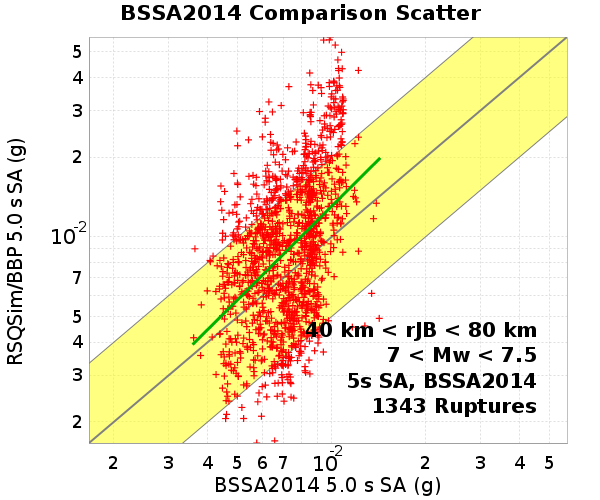 BSSA2014 Comparison Scatter
RSQSim/BBP 5.0 s SA (g)
5
4
3
2
10-2
7
5
4
3
2
40 km < rJB < 80 km
7 < Mw < 7.5
5s SA, BSSA2014
1343 Ruptures
2 3 4 5 6 7 10-2 2 3 4 5
BSSA2014 5.0 s SA (g)